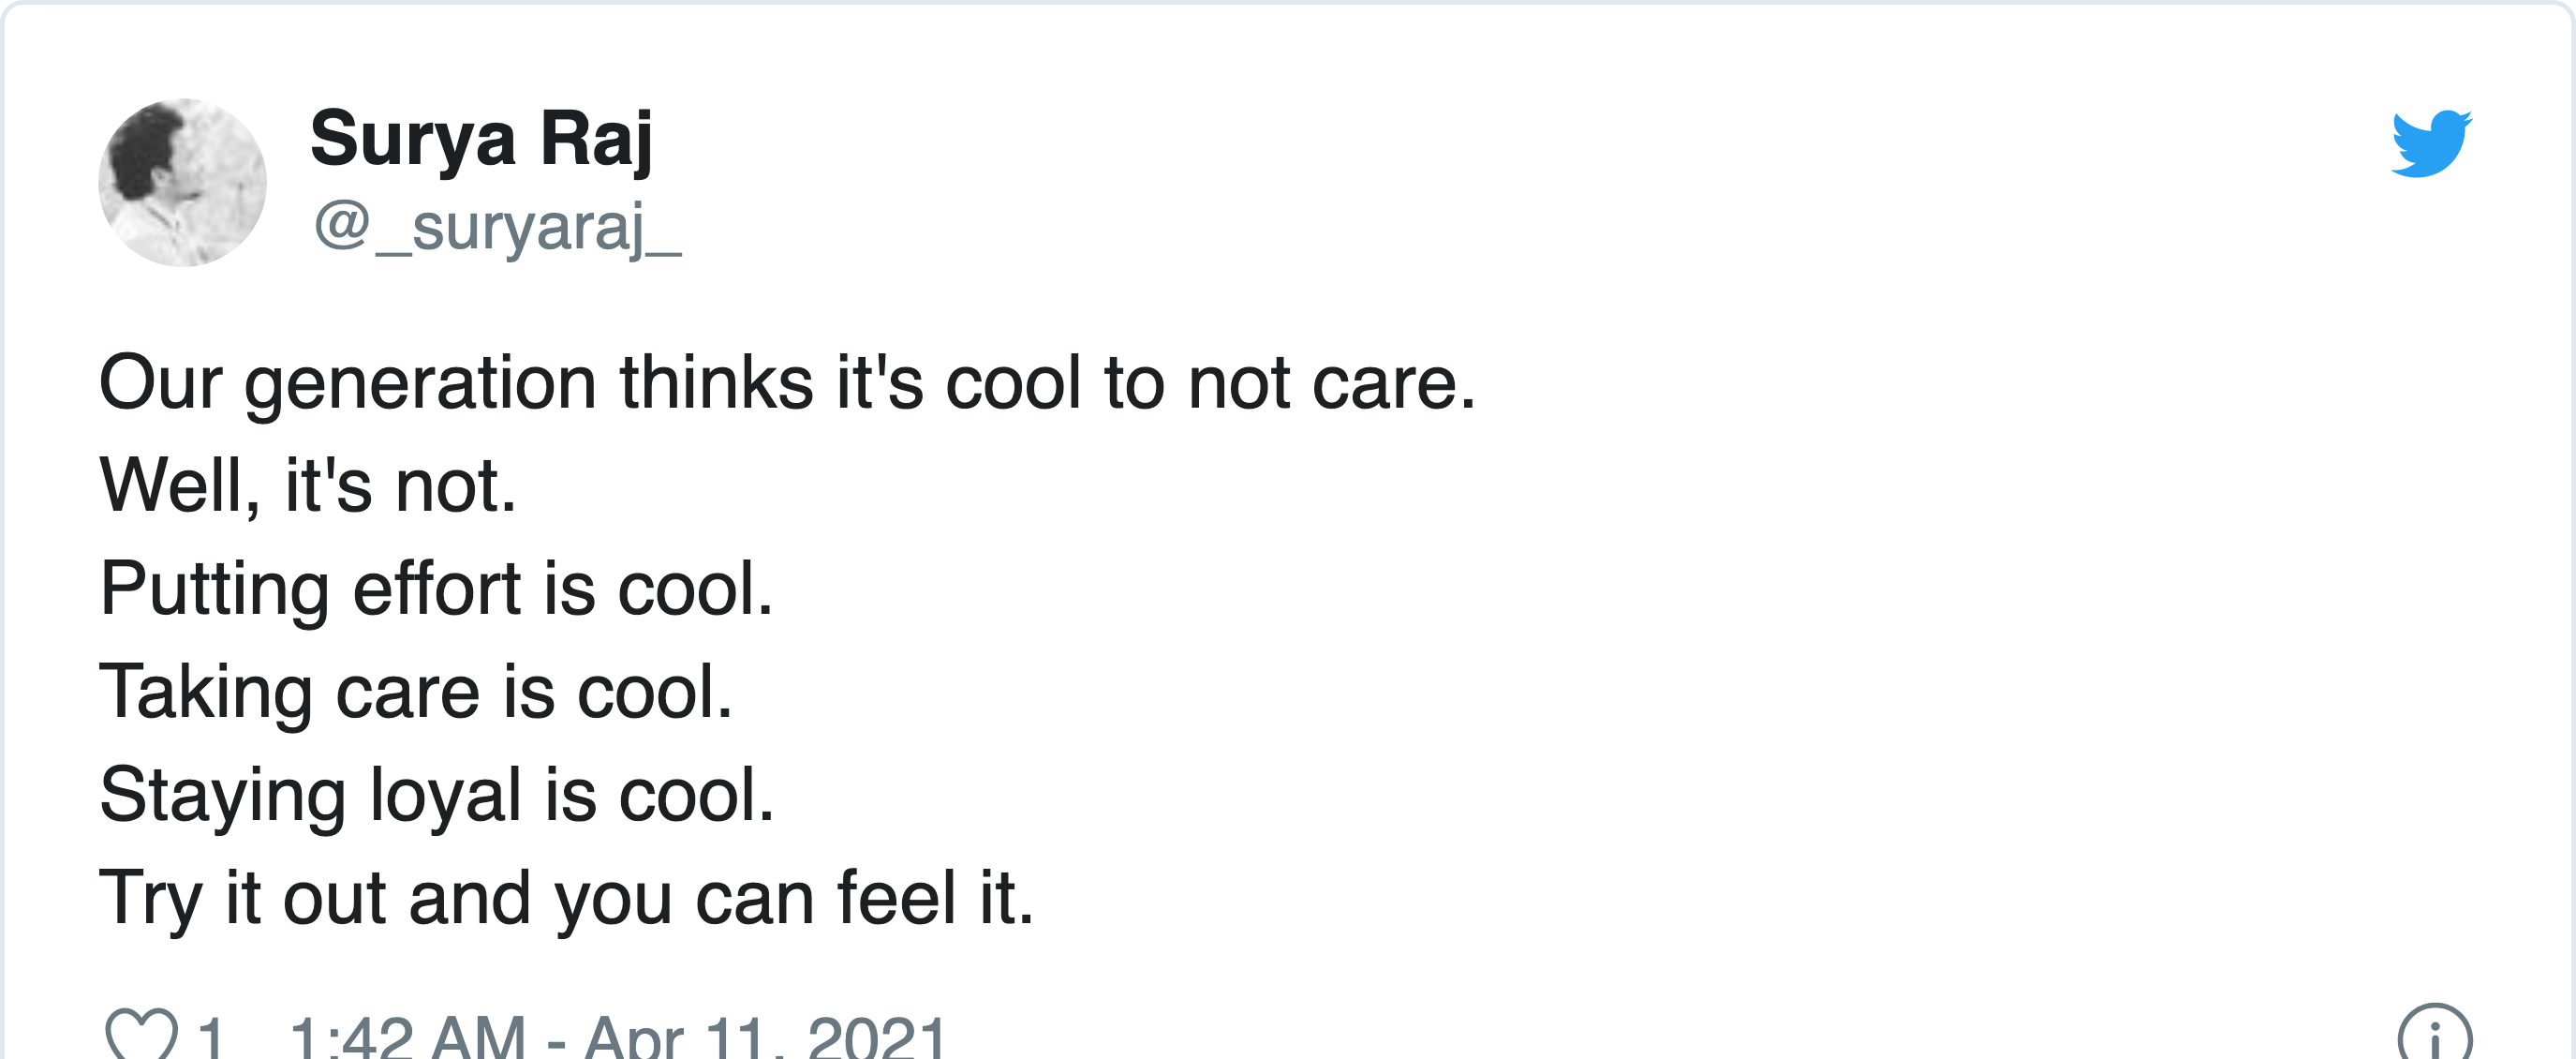 Surya Raj
@_suryaraj_
Our generation thinks it's cool to not care.
Well, it's not.
Putting effort is cool.
Taking care is cool.
Staying loyal is cool.
Try it out and you can feel it.
1 1:42 AM - Apr 11, 2021